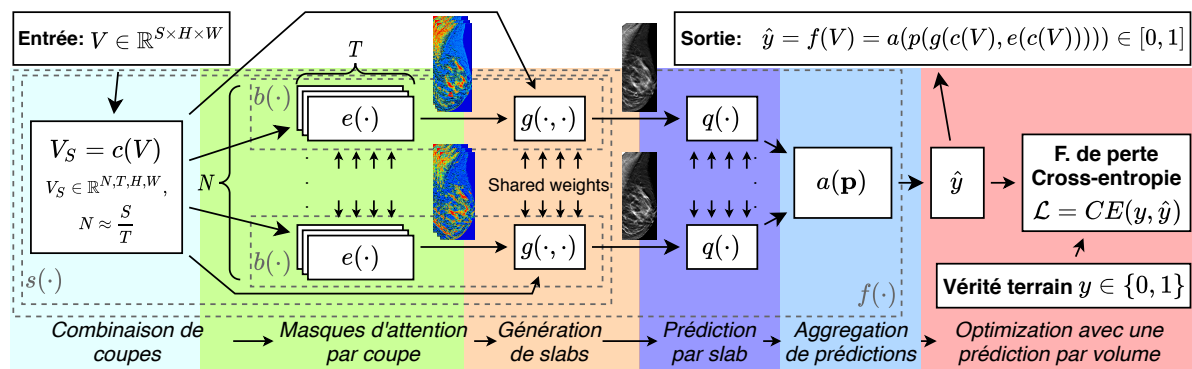 Entrée: V ∈ ℝ^{S×H×W}
Sortie: ŷ = f(V) = a(p(g(c(V), e(c(V))))) ∈ [0, 1]
T
b(·)
e(·)
g(·, ·)
q(·)
V_S = c(V)
V_S ∈ ℝ^{N,T,H,W},
N ≈ S/T
N
Shared weights
a(𝐩)
ŷ
F. de perte
Cross-entropie
ℒ = CE(y, ŷ)
b(·)
e(·)
g(·, ·)
q(·)
s(·)
f(·)
Vérité terrain y ∈ {0, 1}
Combinaison de
coupes
Masques d'attention
par coupe
Génération
de slabs
Prédiction
par slab
Aggregation
de prédictions
Optimization avec une
prédiction par volume